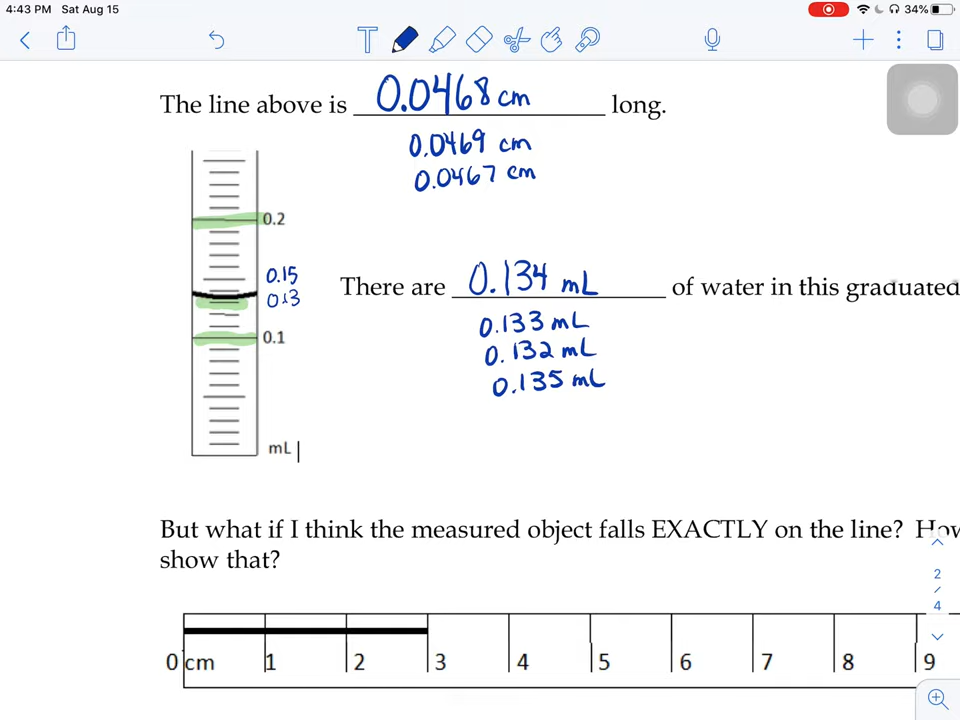 4:43 PM Sat Aug 15 34%
The line above is 0.0468 cm long.
0.0469 cm
0.0467 cm
0.2
0.15
0.13
There are 0.134 mL of water in this graduated
0.133 mL
0.132 mL
0.135 mL
0.1
mL
But what if I think the measured object falls EXACTLY on the line? How
show that?
2
/
4
0 cm 1 2 3 4 5 6 7 8 9